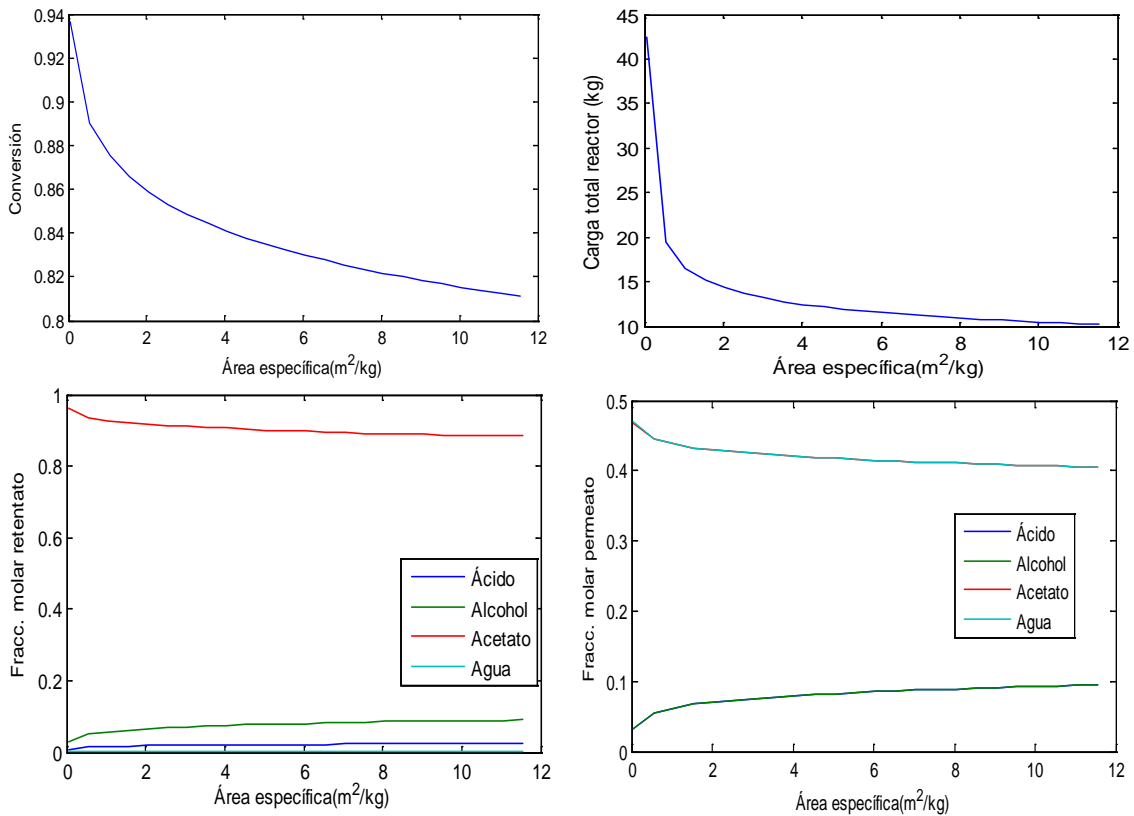 Conversión
0.94
0.92
0.9
0.88
0.86
0.84
0.82
0.8
0 2 4 6 8 10 12
Área específica(m2/kg)
Carga total reactor (kg)
45
40
35
30
25
20
15
10
0 2 4 6 8 10 12
Área específica(m2/kg)
Fracc. molar retentato
1
0.8
0.6
0.4
0.2
0
Ácido
Alcohol
Acetato
Agua
0 2 4 6 8 10 12
Área específica(m2/kg)
Fracc. molar permeato
0.5
0.4
0.3
0.2
0.1
0
Ácido
Alcohol
Acetato
Agua
0 2 4 6 8 10 12
Área específica(m2/kg)